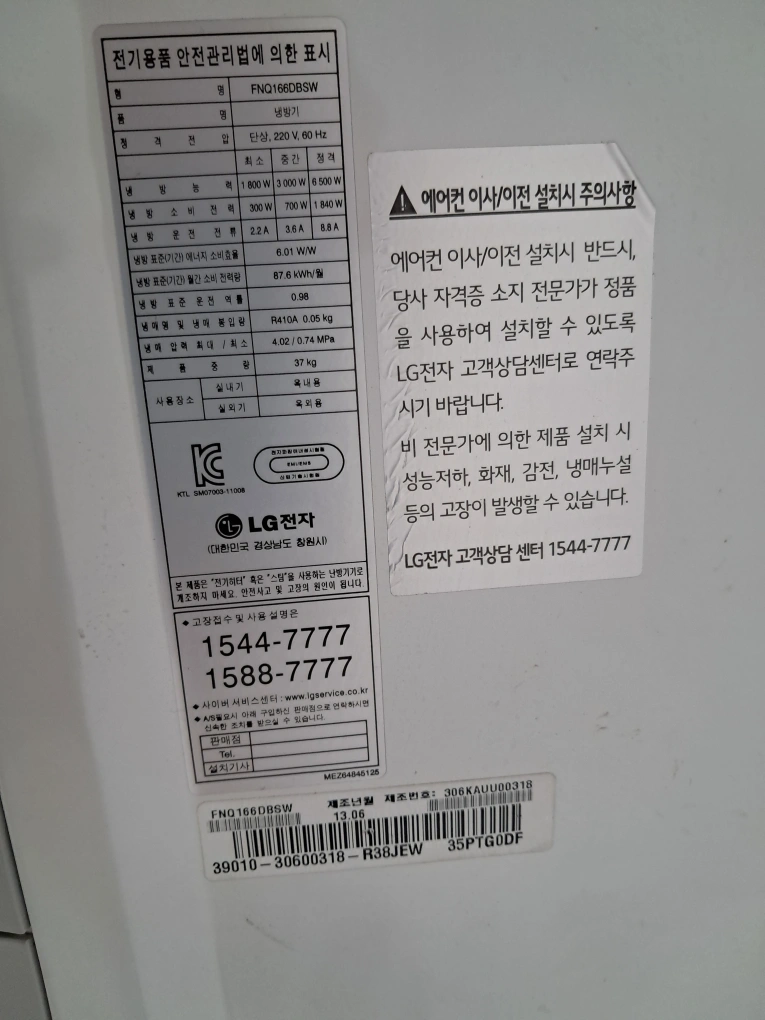 전기용품 안전관리법에 의한 표시
형 명 FNQ166DBSW
품 명 냉방기
정 격 전 압 단상, 220 V, 60 Hz
최 소 중 간 정 격
냉 방 능 력 1 800 W 3 000 W 6 500 W
냉 방 소 비 전 력 300 W 700 W 1 840 W
냉 방 운 전 전 류 2.2 A 3.6 A 8.8 A
냉방 표준(기간) 에너지 소비효율 6.01 W/W
냉방 표준(기간) 월간 소비 전력량 87.6 kWh/월
냉 방 표 준 운 전 역 률 0.98
냉매명 및 냉매 봉입량 R410A 0.05 kg
냉매 압력 최대 / 최소 4.02 / 0.74 MPa
제 품 중 량 37 kg
사용장소 실내기 옥내용
실외기 옥외용
EMI/EMS
KTL SM07003-11008
LG전자
(대한민국 경상남도 창원시)
본 제품은 "전기히터" 혹은 "스팀"을 사용하는 난방기기로
개조하지 마세요. 안전사고 및 고장의 원인이 됩니다.
◆ 고장접수 및 사용 설명은
1544-7777
1588-7777
◆ 사이버 서비스센터 : www.lgservice.co.kr
◆ A/S필요시 아래 구입하신 판매점으로 연락하시면
신속한 조치를 받으실 수 있습니다.
판매점
Tel.
설치기사
MEZ64845125
에어컨 이사/이전 설치시 주의사항
에어컨 이사/이전 설치시 반드시,
당사 자격증 소지 전문가가 정품
을 사용하여 설치할 수 있도록
LG전자 고객상담센터로 연락주
시기 바랍니다.
비 전문가에 의한 제품 설치 시
성능저하, 화재, 감전, 냉매누설
등의 고장이 발생할 수 있습니다.
LG전자 고객상담 센터 1544-7777
FNQ166DBSW 제조년월 제조번호: 306KAUU00318
13.06
39010-30600318-R38JEW 35PTG0DF